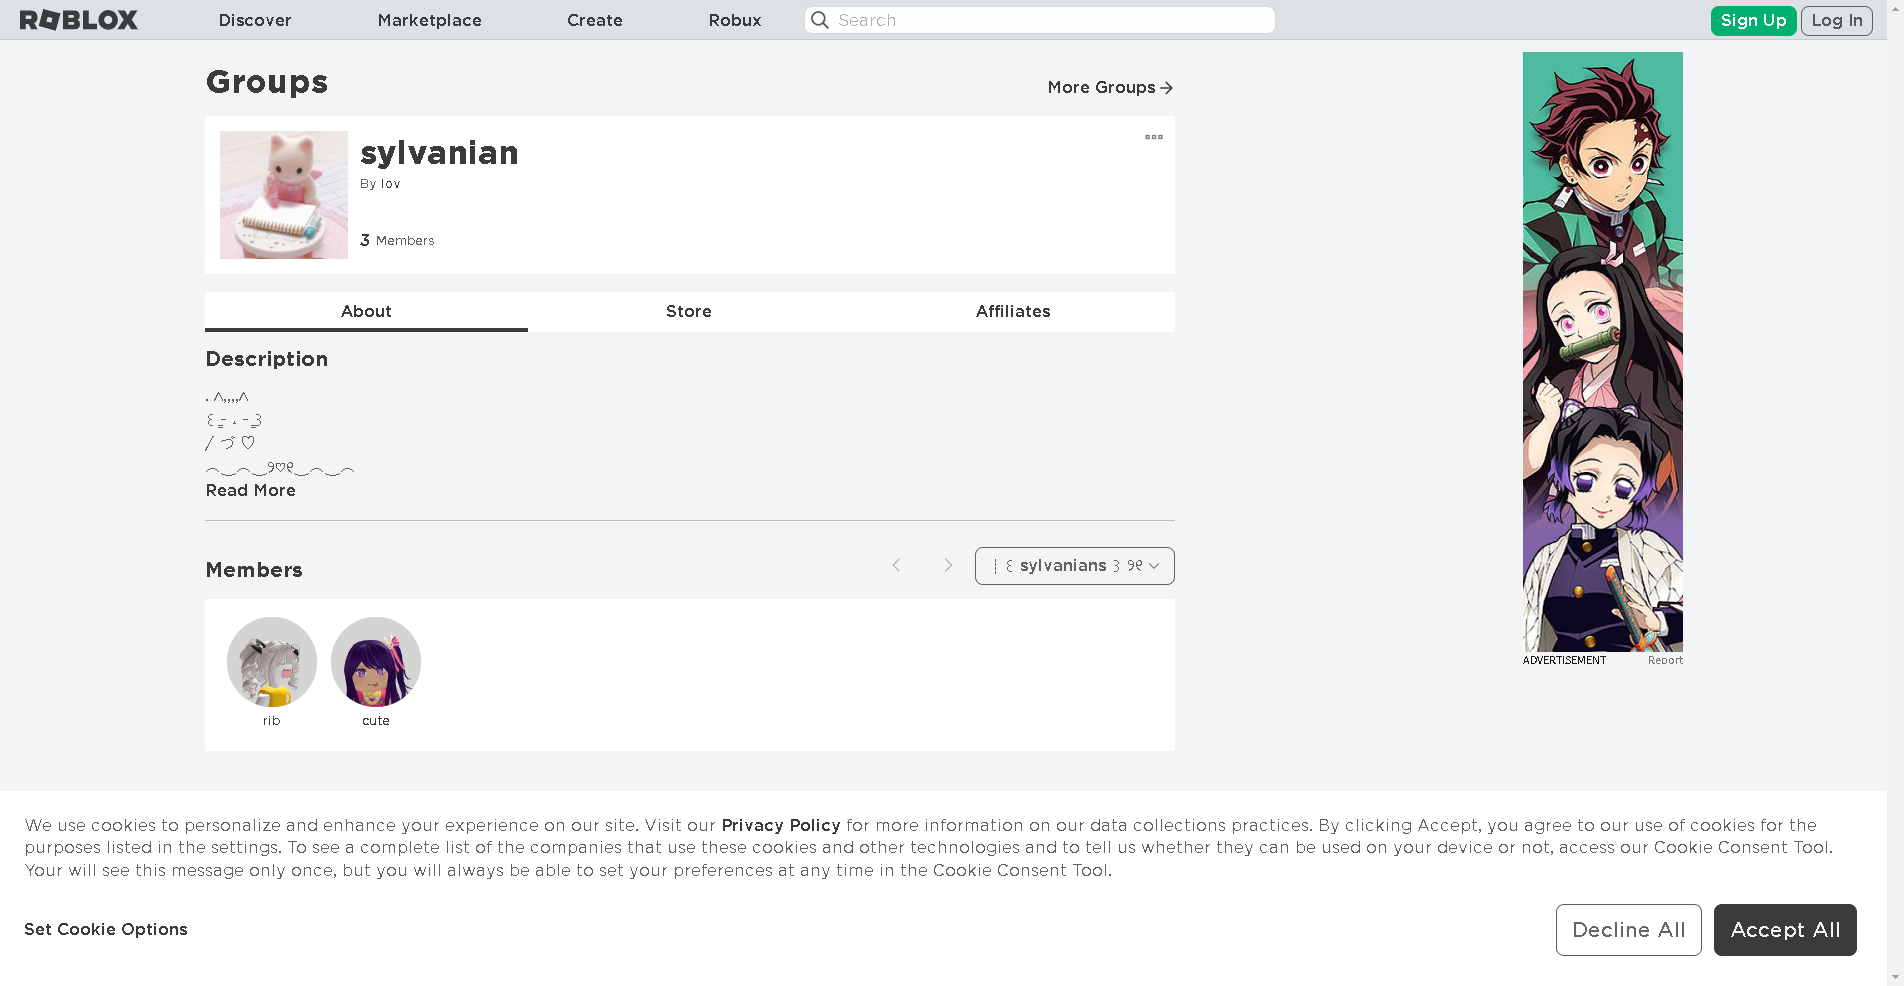 ROBLOX Discover Marketplace Create Robux Search Sign Up Log In
Groups
More Groups
sylvanian
By lov
3 Members
About Store Affiliates
Description
. ^,,,,^
꒰ ̳- . - ̳꒱
/ づ ♡
︵‿︵‿୨♡୧‿︵‿︵
Read More
Members
┊ ꒰ sylvanians ꒱ ୨୧
rib cute
ADVERTISEMENT Report
We use cookies to personalize and enhance your experience on our site. Visit our Privacy Policy for more information on our data collections practices. By clicking Accept, you agree to our use of cookies for the
purposes listed in the settings. To see a complete list of the companies that use these cookies and other technologies and to tell us whether they can be used on your device or not, access our Cookie Consent Tool.
Your will see this message only once, but you will always be able to set your preferences at any time in the Cookie Consent Tool.
Set Cookie Options
Decline All Accept All